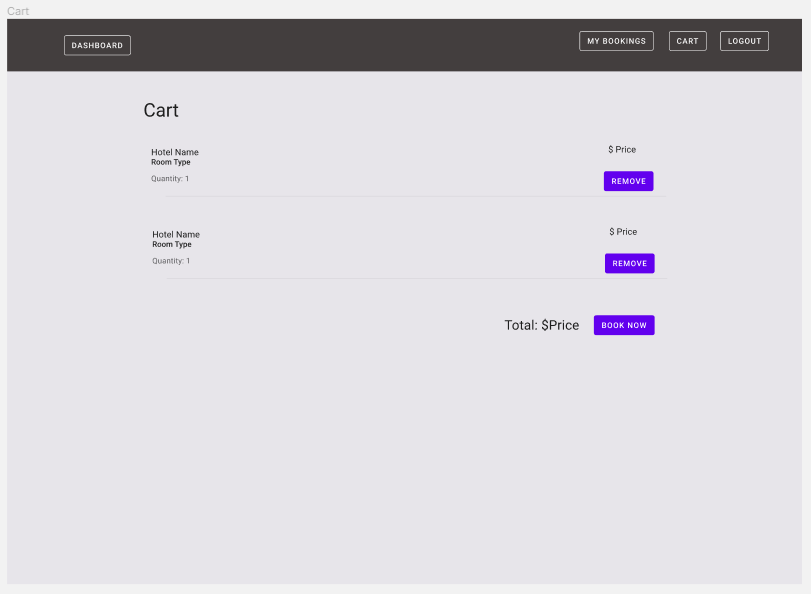 Cart
DASHBOARD
MY BOOKINGS
CART
LOGOUT
Cart
Hotel Name
Room Type
Quantity: 1
$ Price
REMOVE
Hotel Name
Room Type
Quantity: 1
$ Price
REMOVE
Total: $Price
BOOK NOW